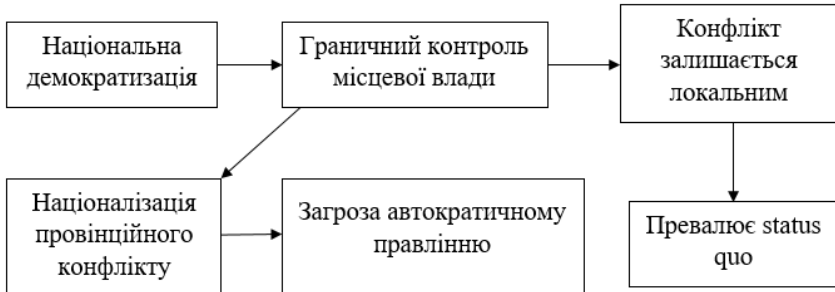 Національна
демократизація
Граничний контроль
місцевої влади
Конфлікт
залишається
локальним
Націоналізація
провінційного
конфлікту
Загроза автократичному
правлінню
Превалює status
quo